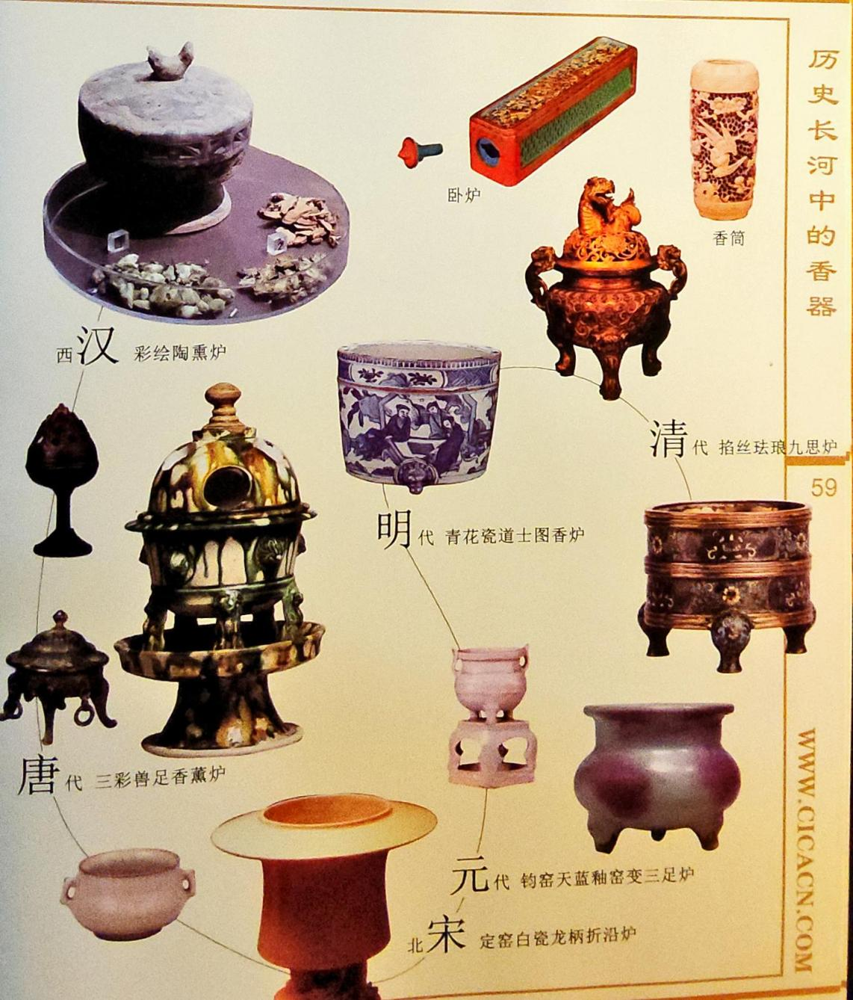 历史长河中的香器
卧炉
香筒
西汉 彩绘陶熏炉
清代 掐丝珐琅九思炉
59
明代 青花瓷道士图香炉
唐代 三彩兽足香薰炉
元代 钧窑天蓝釉窑变三足炉
北宋 定窑白瓷龙柄折沿炉
WWW.CICACN.COM